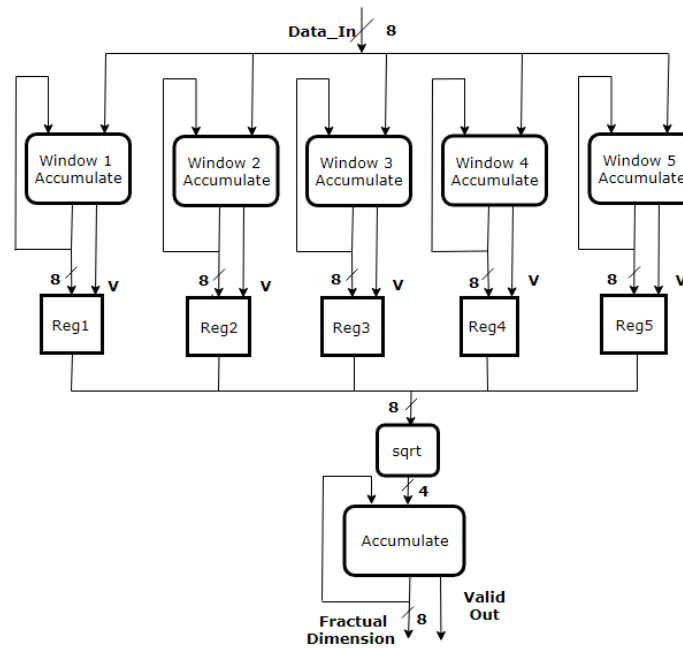 Data_In 8
Window 1
Accumulate
Window 2
Accumulate
Window 3
Accumulate
Window 4
Accumulate
Window 5
Accumulate
8 V
8 V
8 V
8 V
8 V
Reg1
Reg2
Reg3
Reg4
Reg5
8
sqrt
4
Accumulate
8
Fractual
Dimension
Valid
Out